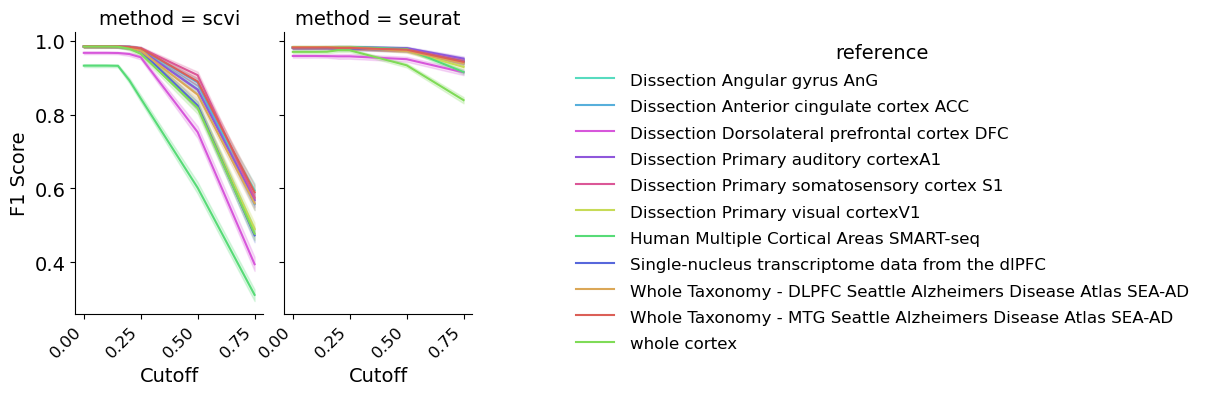 method = scvi
method = seurat
1.0
0.8
0.6
0.4
F1 Score
0.00
0.25
0.50
0.75
Cutoff
0.00
0.25
0.50
0.75
Cutoff
reference
Dissection Angular gyrus AnG
Dissection Anterior cingulate cortex ACC
Dissection Dorsolateral prefrontal cortex DFC
Dissection Primary auditory cortexA1
Dissection Primary somatosensory cortex S1
Dissection Primary visual cortexV1
Human Multiple Cortical Areas SMART-seq
Single-nucleus transcriptome data from the dlPFC
Whole Taxonomy - DLPFC Seattle Alzheimers Disease Atlas SEA-AD
Whole Taxonomy - MTG Seattle Alzheimers Disease Atlas SEA-AD
whole cortex